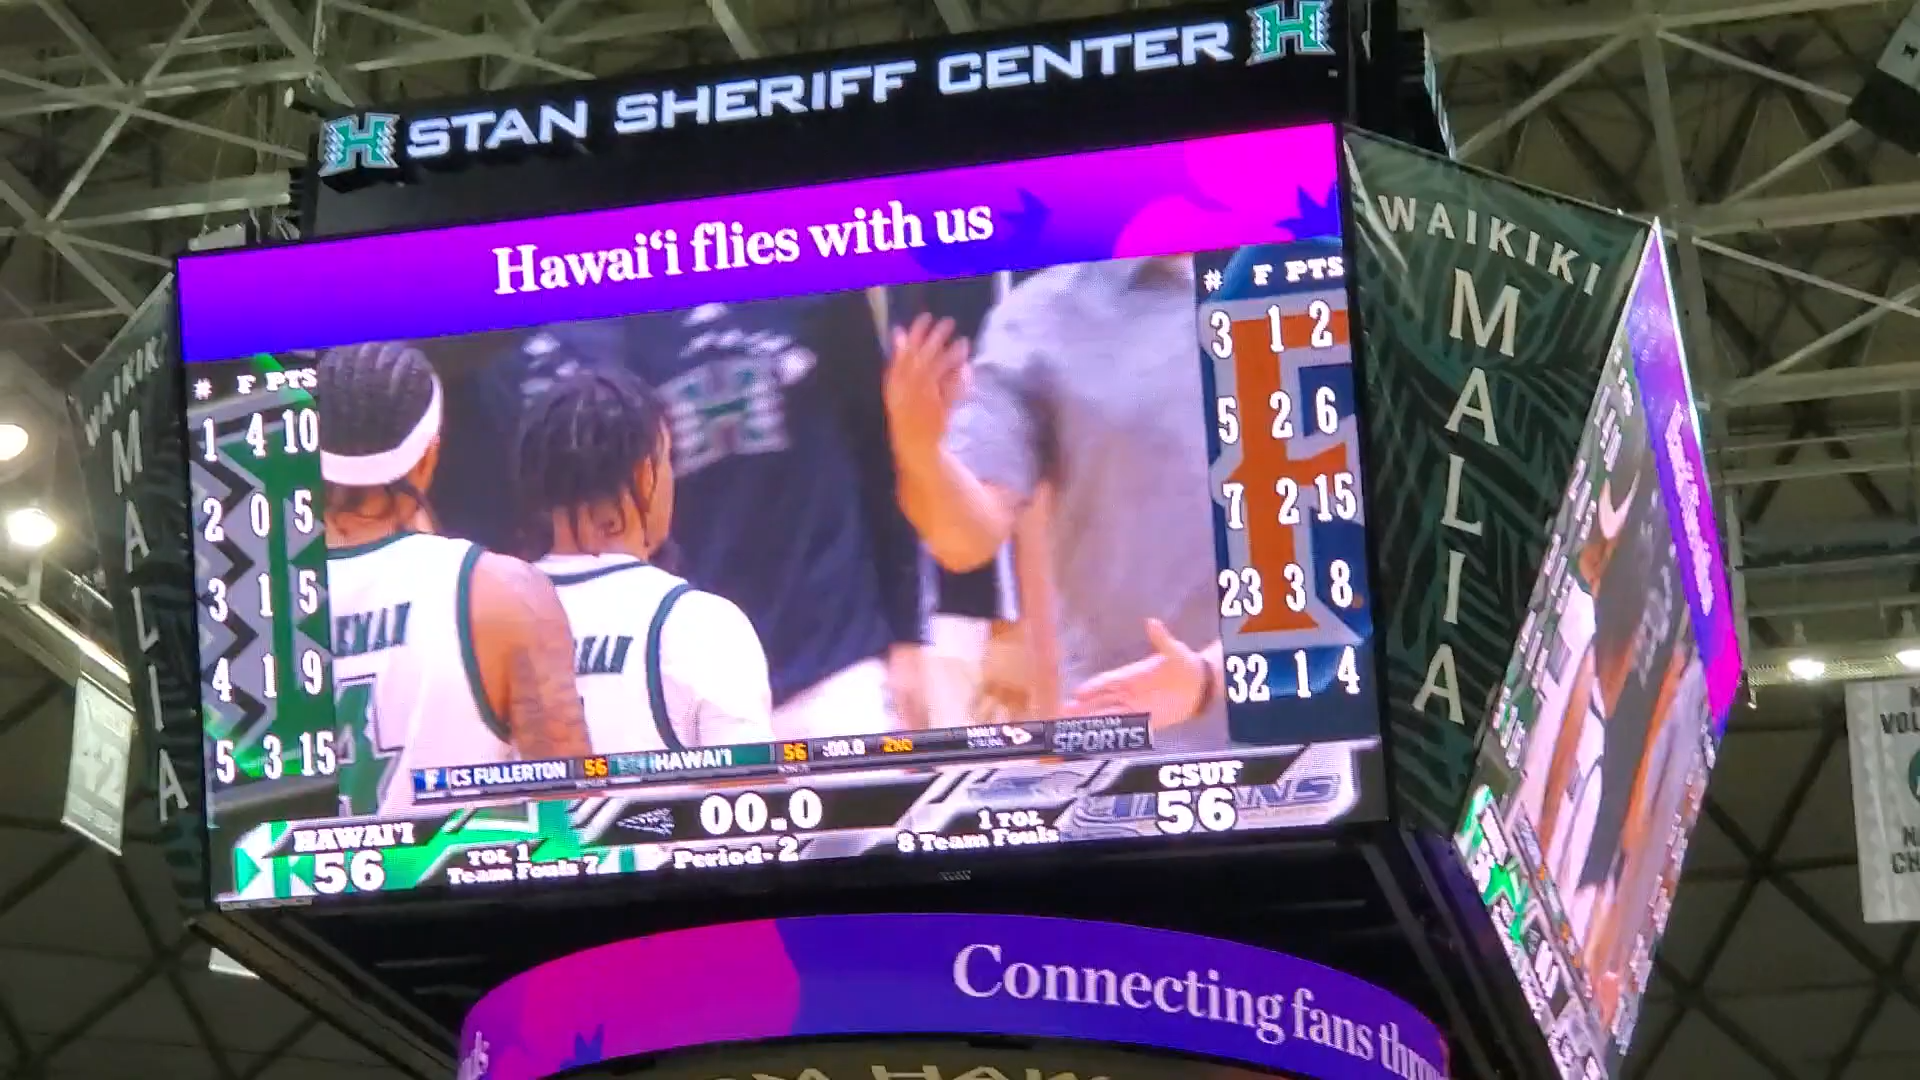 STAN SHERIFF CENTER
Hawaiʻi flies with us
WAIKIKI
MALIA
WAIKIKI
MALIA
# F PTS
1 4 10
2 0 5
3 1 5
4 1 9
5 3 15
# F PTS
3 1 2
5 2 6
7 2 15
23 3 8
32 1 4
F CS FULLERTON 56 HAWAI'I 56 :00.0 2ND
SPECTRUM
SPORTS
HAWAI'I
56
TOL 1
Team Fouls 7
00.0
Period- 2
1 TOL
8 Team Fouls
CSUF
56
Connecting fans